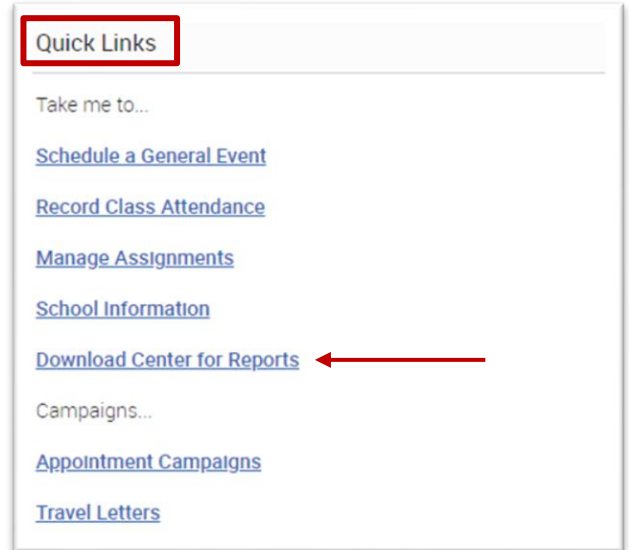 Quick Links
Take me to...
Schedule a General Event
Record Class Attendance
Manage Assignments
School Information
Download Center for Reports
Campaigns...
Appointment Campaigns
Travel Letters